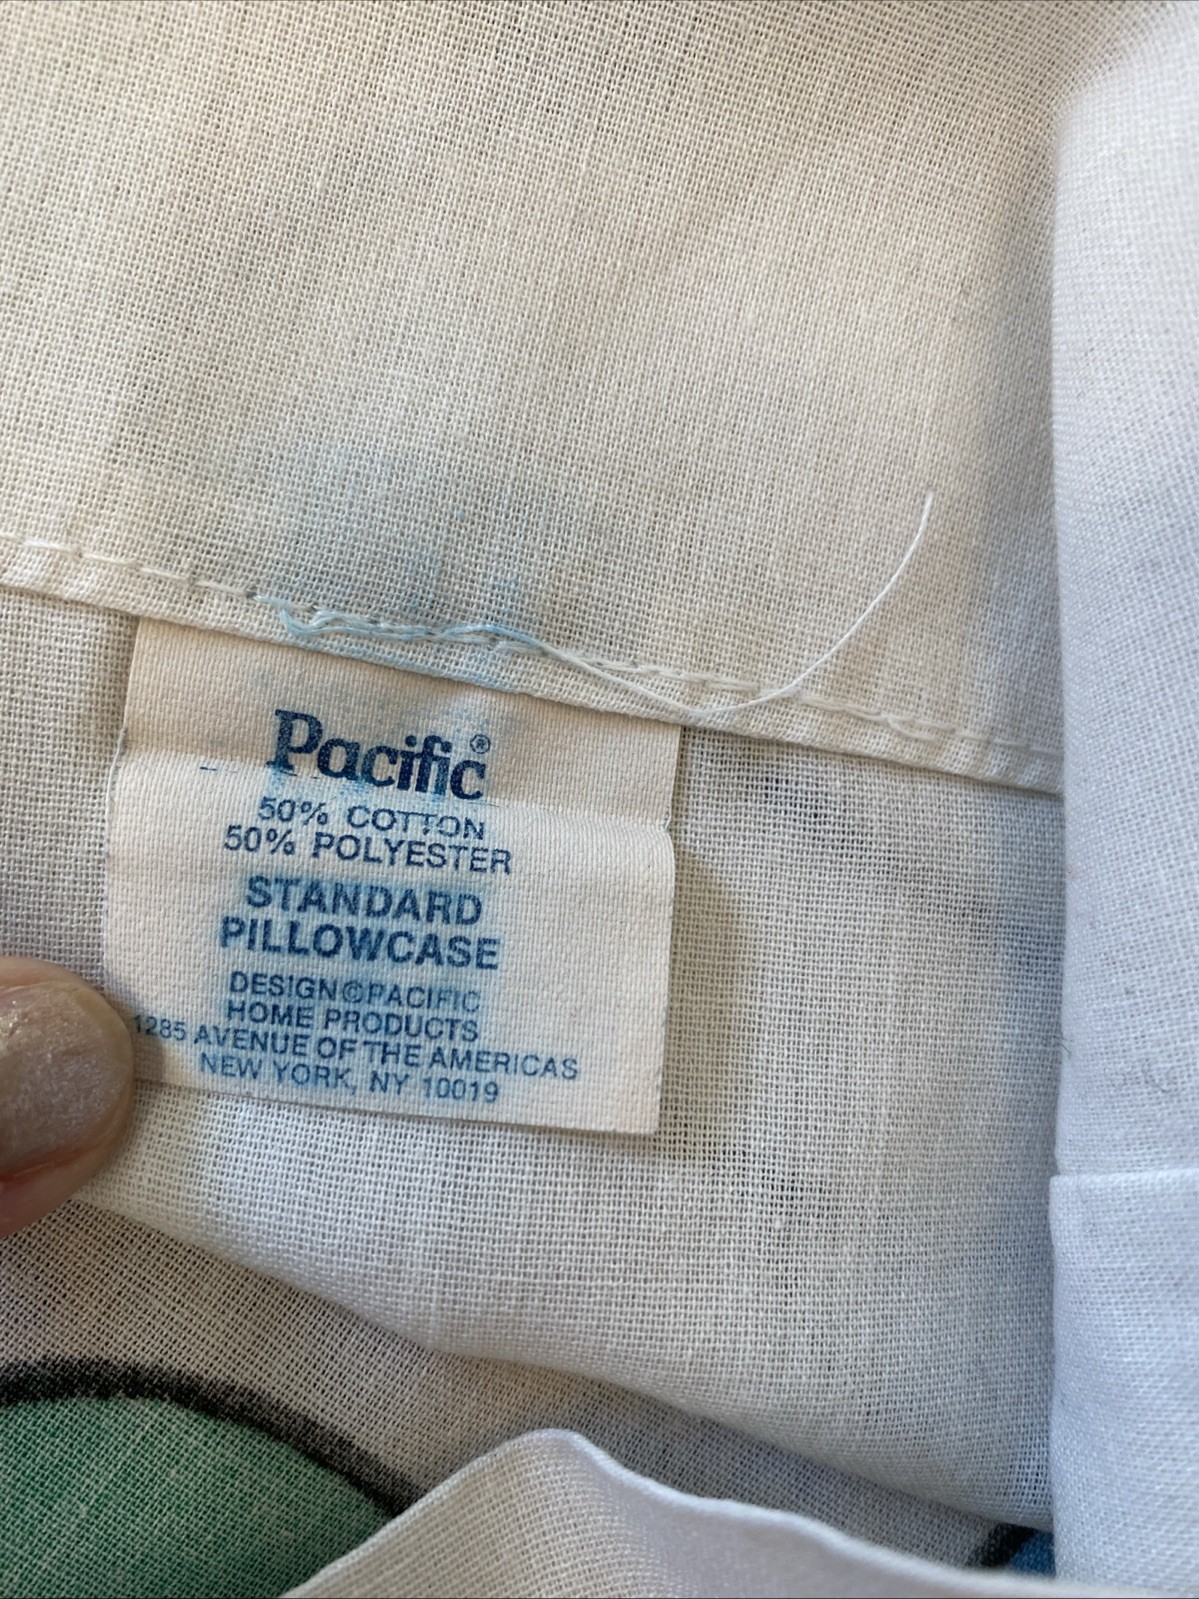 Pacific®
50% COTTON
50% POLYESTER
STANDARD
PILLOWCASE
DESIGN©PACIFIC
HOME PRODUCTS
1285 AVENUE OF THE AMERICAS
NEW YORK, NY 10019